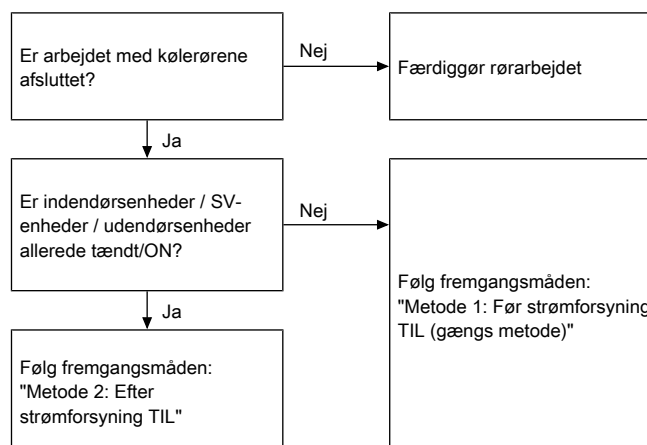 Er arbejdet med kølerørene
afsluttet?
Nej
Færdiggør rørarbejdet
Ja
Er indendørsenheder / SV-
enheder / udendørsenheder
allerede tændt/ON?
Nej
Følg fremgangsmåden:
"Metode 1: Før strømforsyning
TIL (gængs metode)"
Ja
Følg fremgangsmåden:
"Metode 2: Efter
strømforsyning TIL"